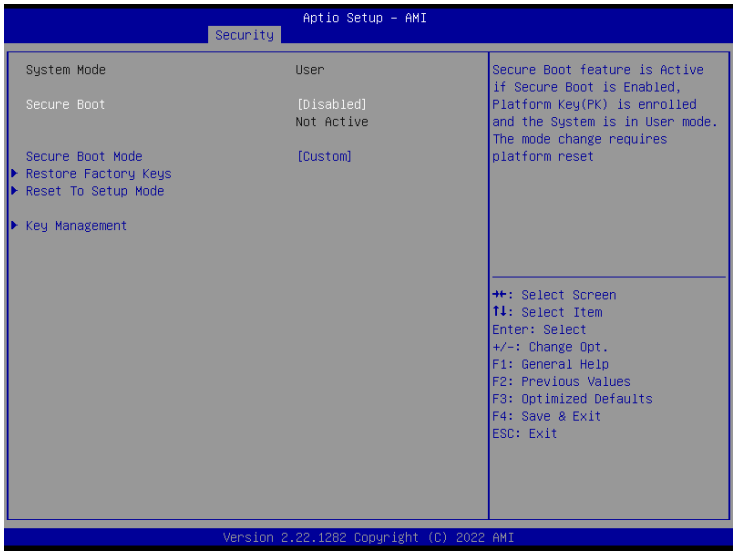 Aptio Setup – AMI
Security
System Mode User
Secure Boot [Disabled]
Not Active
Secure Boot Mode [Custom]
Restore Factory Keys
Reset To Setup Mode
Key Management
Secure Boot feature is Active
if Secure Boot is Enabled,
Platform Key(PK) is enrolled
and the System is in User mode.
The mode change requires
platform reset
→←: Select Screen
↑↓: Select Item
Enter: Select
+/-: Change Opt.
F1: General Help
F2: Previous Values
F3: Optimized Defaults
F4: Save & Exit
ESC: Exit
Version 2.22.1282 Copyright (C) 2022 AMI